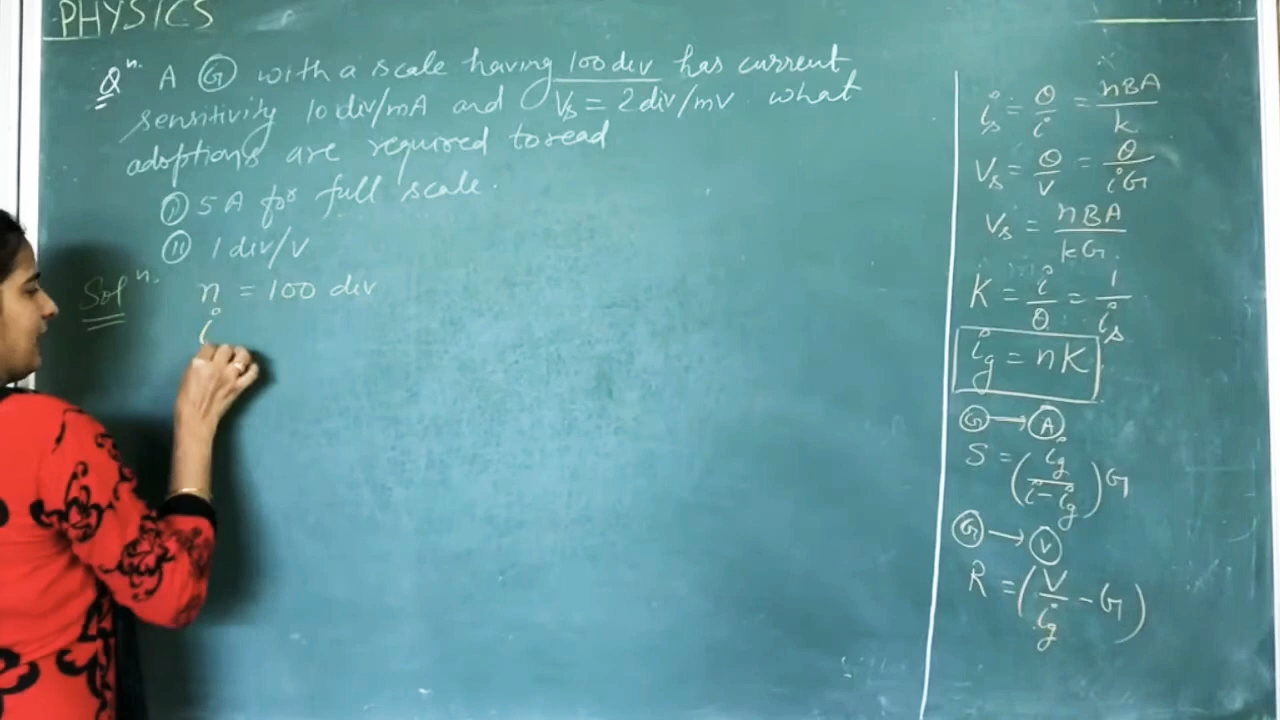 PHYSICS
Qn. A (G) with a scale having 100 div has current
sensitivity 10 div/mA and Vs = 2 div/mV. what
adoptions are required to read
(I) 5 A for full scale.
(II) 1 div/V
Soln. n = 100 div
i
is = θ/i = nBA/k
Vs = θ/v = θ/iG
Vs = nBA/kG
K = i/θ = 1/is
ig = nK
(G) → (A)
S = (ig/i-ig) G
(G) → (V)
R = (V/ig - G)